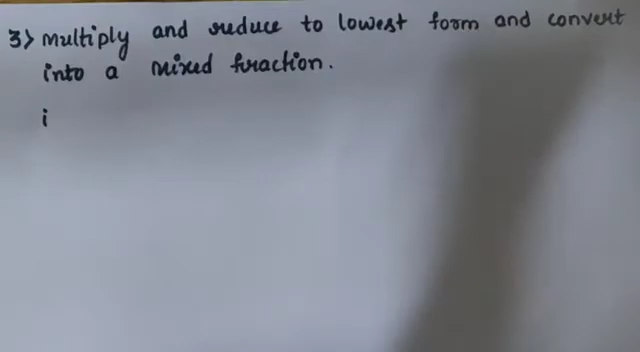 3> Multiply and reduce to lowest form and convert
into a mixed fraction.
i